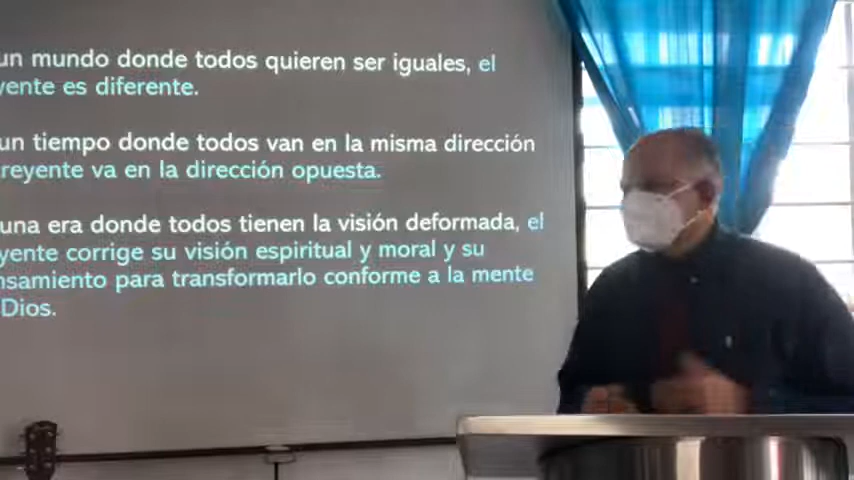 un mundo donde todos quieren ser iguales, el
yente es diferente.
un tiempo donde todos van en la misma dirección
reyente va en la dirección opuesta.
una era donde todos tienen la visión deformada, el
yente corrige su visión espiritual y moral y su
nsamiento para transformarlo conforme a la mente
Dios.